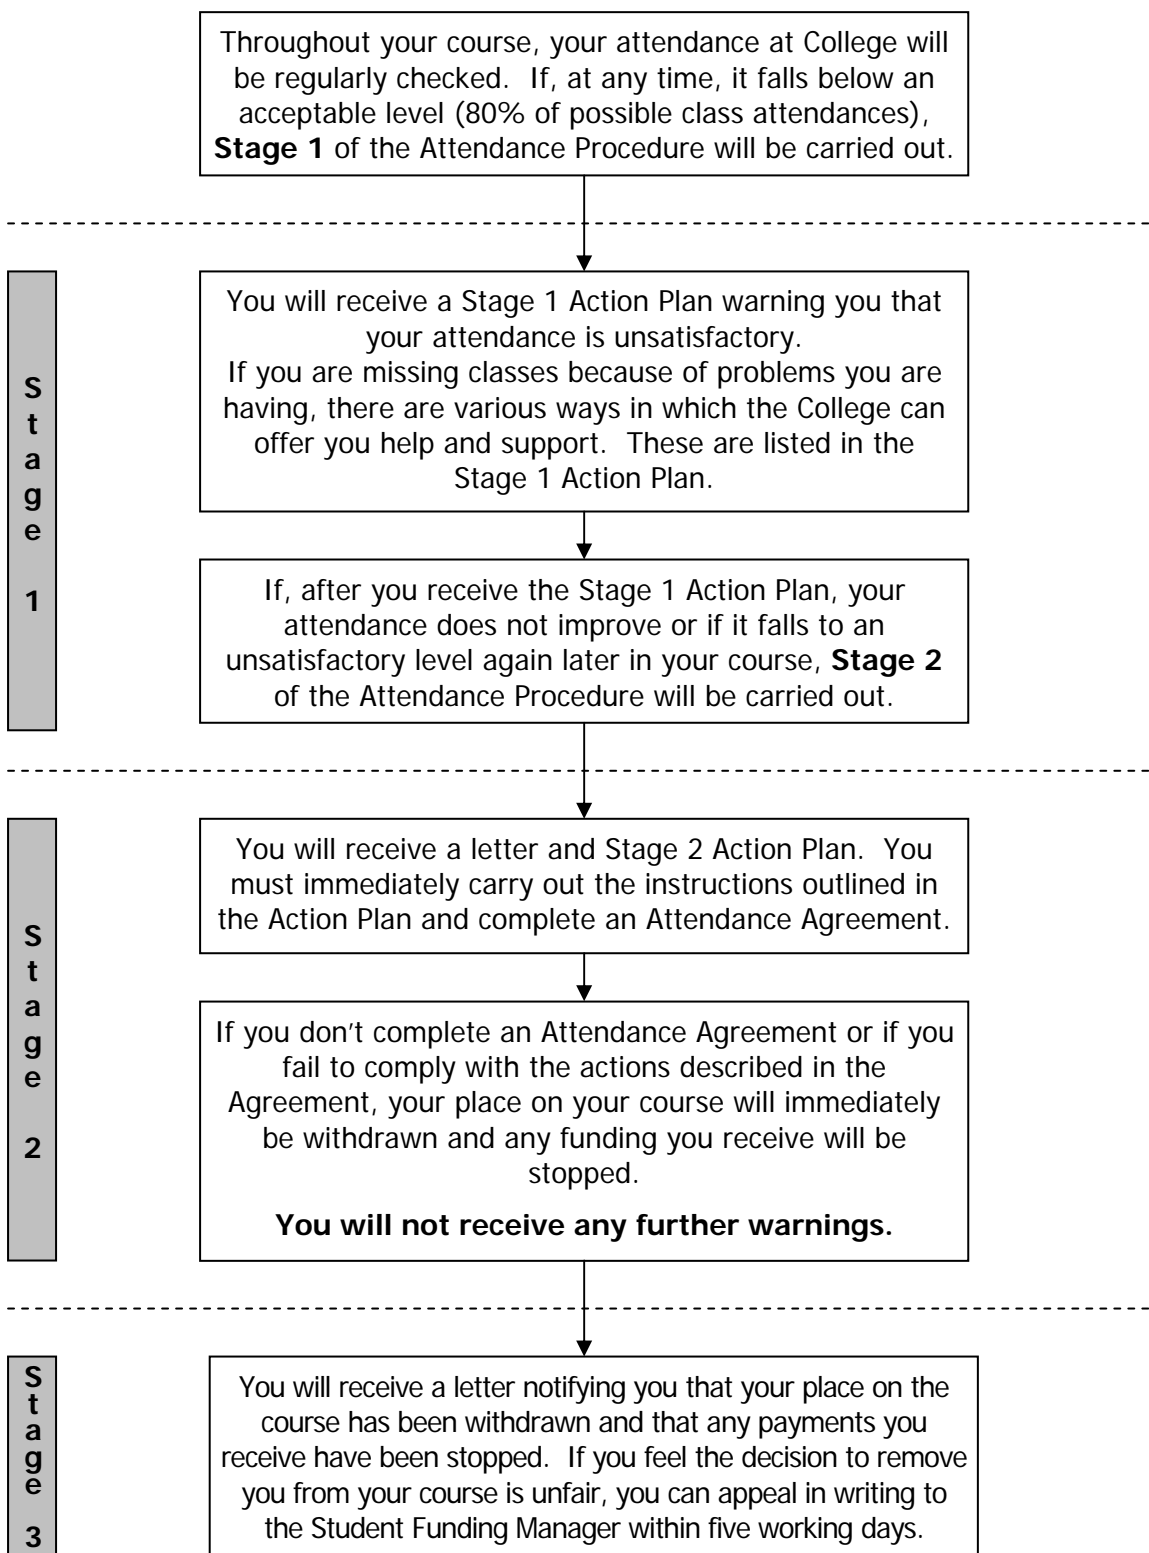 Throughout your course, your attendance at College will
be regularly checked.  If, at any time, it falls below an
acceptable level (80% of possible class attendances),
Stage 1 of the Attendance Procedure will be carried out.
Stage 1
You will receive a Stage 1 Action Plan warning you that
your attendance is unsatisfactory.
If you are missing classes because of problems you are
having, there are various ways in which the College can
offer you help and support.  These are listed in the
Stage 1 Action Plan.
If, after you receive the Stage 1 Action Plan, your
attendance does not improve or if it falls to an
unsatisfactory level again later in your course, Stage 2
of the Attendance Procedure will be carried out.
Stage 2
You will receive a letter and Stage 2 Action Plan.  You
must immediately carry out the instructions outlined in
the Action Plan and complete an Attendance Agreement.
If you don’t complete an Attendance Agreement or if you
fail to comply with the actions described in the
Agreement, your place on your course will immediately
be withdrawn and any funding you receive will be
stopped.
You will not receive any further warnings.
Stage 3
You will receive a letter notifying you that your place on the
course has been withdrawn and that any payments you
receive have been stopped.  If you feel the decision to remove
you from your course is unfair, you can appeal in writing to
the Student Funding Manager within five working days.